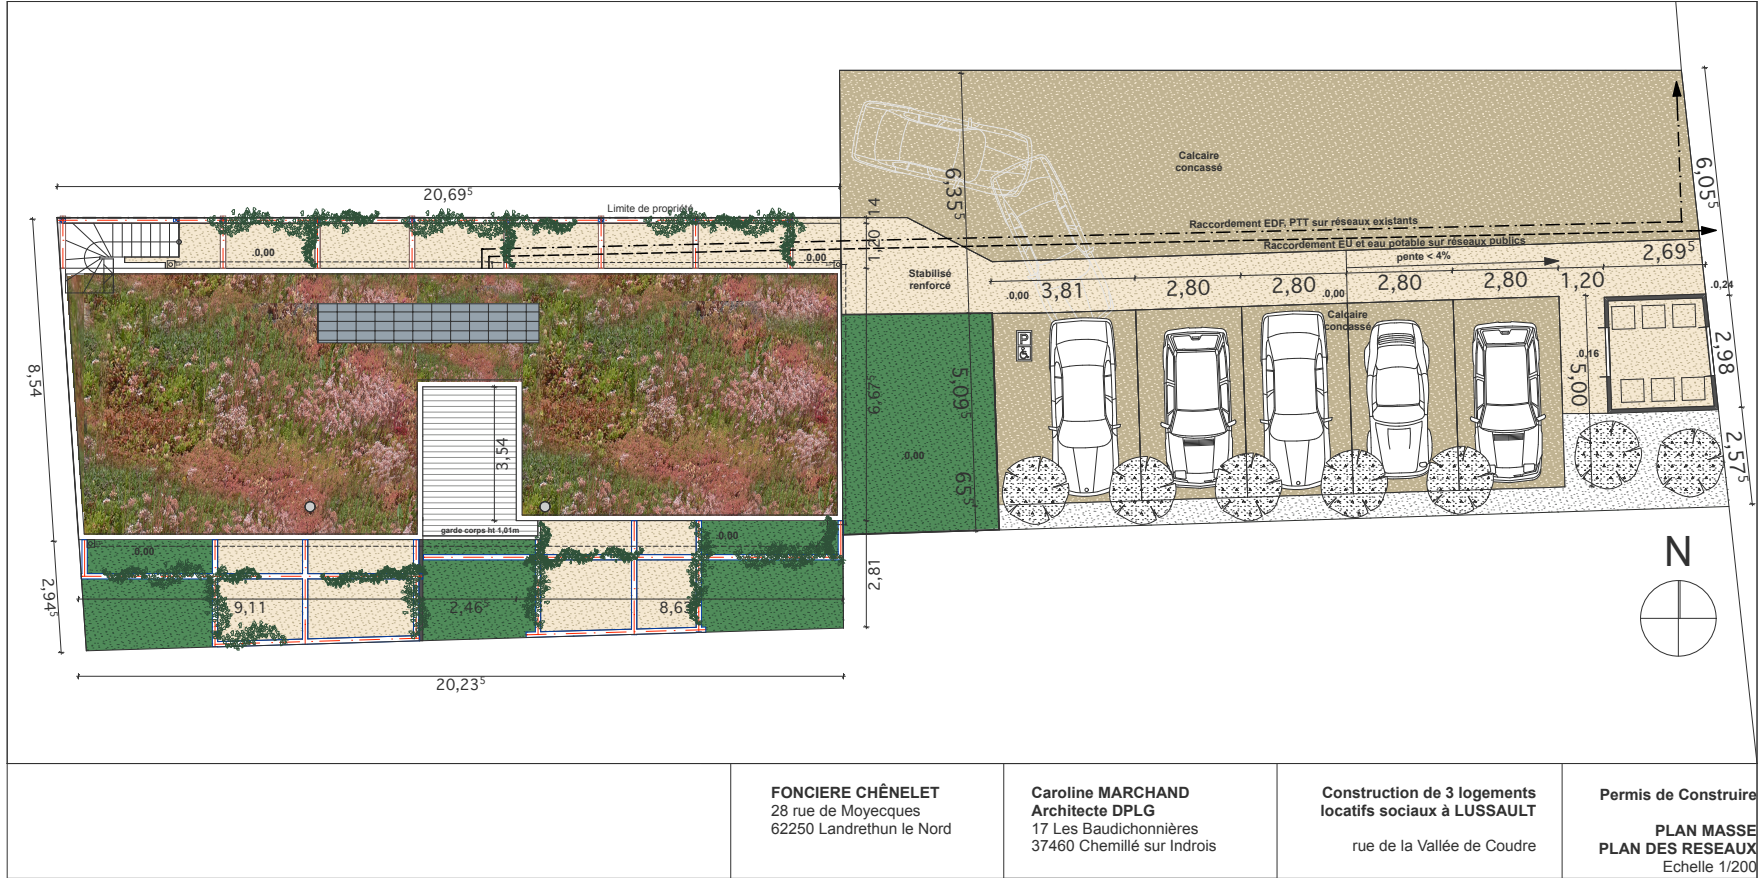 20,69⁵
Limite de propriété
.0,00
.0,00
8,54
14
1,20
6,67⁵
2,81
3,54
garde corps ht 1,01m
.0,00
.0,00
2,94⁵
9,11
2,46⁵
8,63
20,23⁵
Calcaire
concassé
6,35⁵
6,05⁵
Raccordement EDF, PTT sur réseaux existants
Raccordement EU et eau potable sur réseaux publics
pente < 4%
2,69⁵
Stabilisé
renforcé
.0,00
3,81
2,80
2,80
.0,00
2,80
2,80
1,20
.0,24
Calcaire
concassé
P
.0,16
5,00
2,98
2,57⁵
5,09⁵
65⁵
.0,00
N
FONCIERE CHÊNELET
28 rue de Moyecques
62250 Landrethun le Nord
Caroline MARCHAND
Architecte DPLG
17 Les Baudichonnières
37460 Chemillé sur Indrois
Construction de 3 logements
locatifs sociaux à LUSSAULT
rue de la Vallée de Coudre
Permis de Construire
PLAN MASSE
PLAN DES RESEAUX
Echelle 1/200